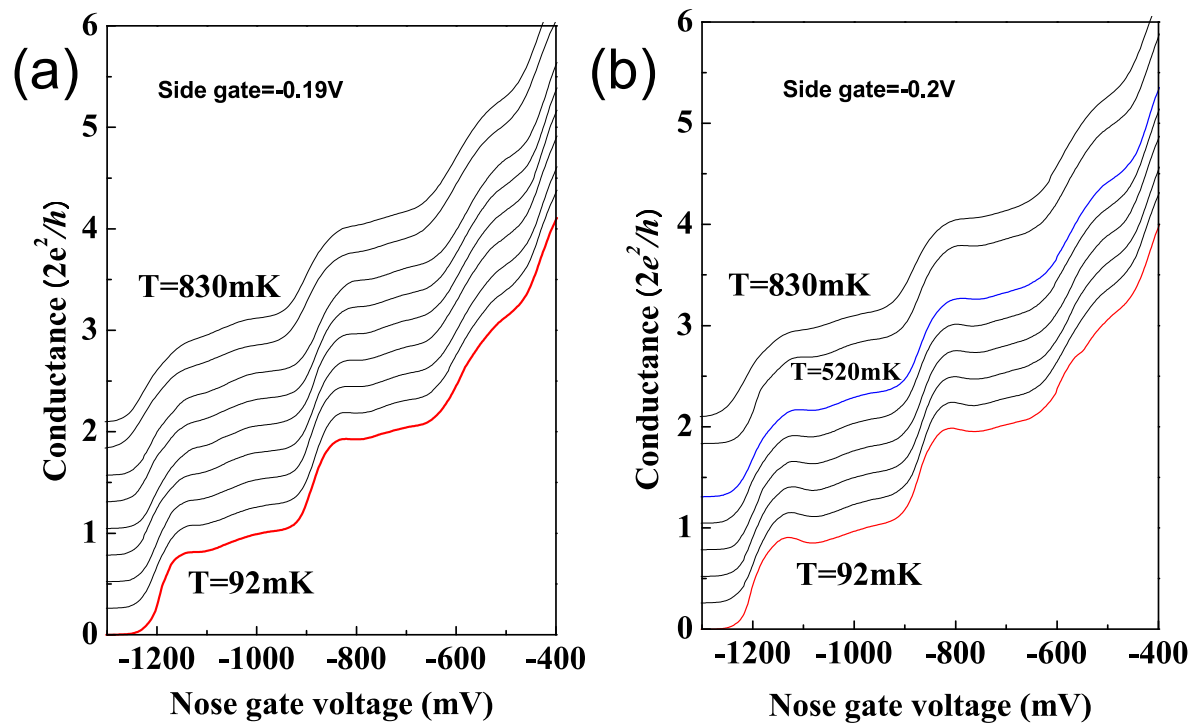 (a)
Side gate=-0.19V
Conductance (2e²/h)
6
5
4
3
2
1
0
T=830mK
T=92mK
-1200 -1000 -800 -600 -400
Nose gate voltage (mV)
(b)
Side gate=-0.2V
Conductance (2e²/h)
6
5
4
3
2
1
0
T=830mK
T=520mK
T=92mK
-1200 -1000 -800 -600 -400
Nose gate voltage (mV)